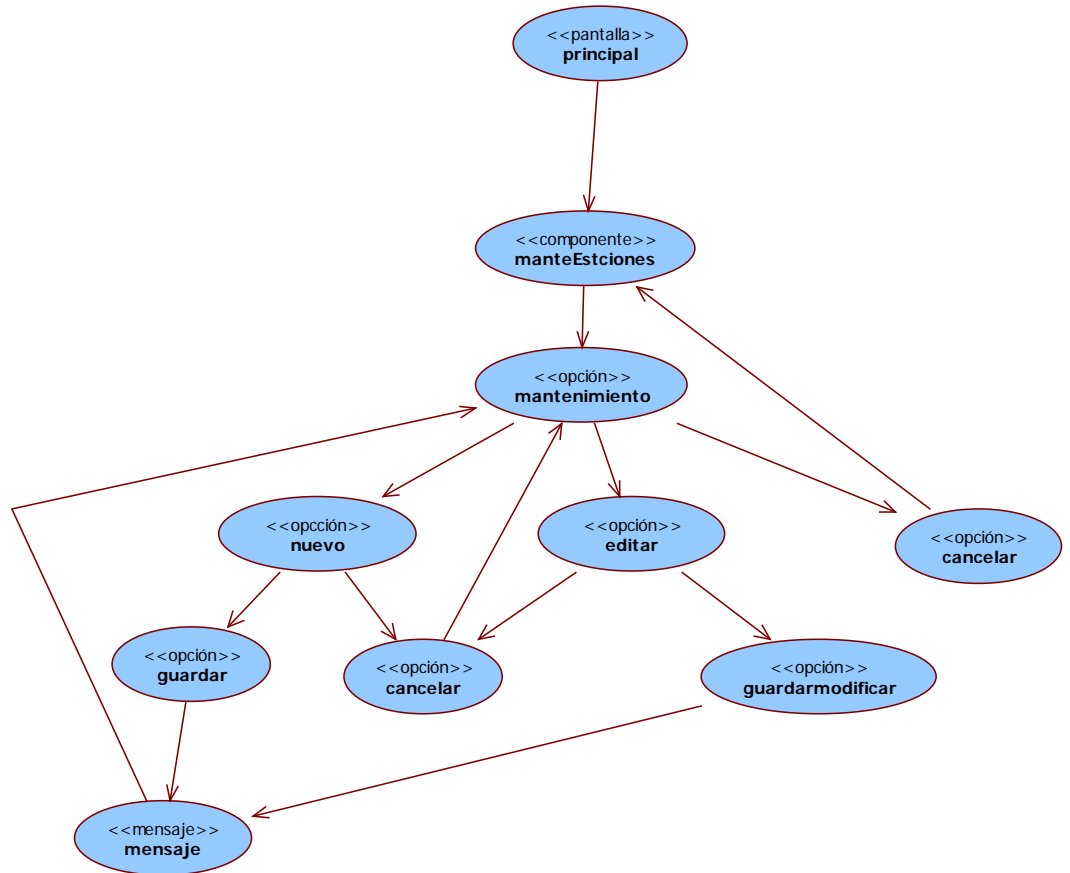 <<pantalla>>
principal
<<componente>>
manteEstciones
<<opción>>
mantenimiento
<<opcción>>
nuevo
<<opción>>
editar
<<opción>>
cancelar
<<opción>>
guardar
<<opción>>
cancelar
<<opción>>
guardarmodificar
<<mensaje>>
mensaje